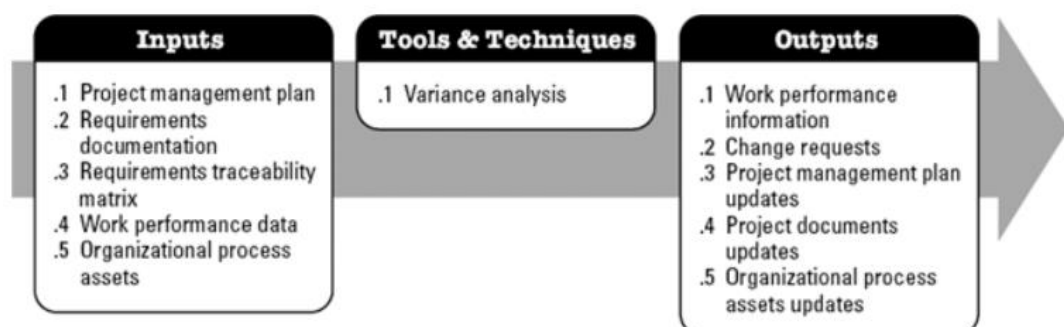 Inputs
.1 Project management plan
.2 Requirements
documentation
.3 Requirements traceability
matrix
.4 Work performance data
.5 Organizational process
assets
Tools & Techniques
.1 Variance analysis
Outputs
.1 Work performance
information
.2 Change requests
.3 Project management plan
updates
.4 Project documents
updates
.5 Organizational process
assets updates